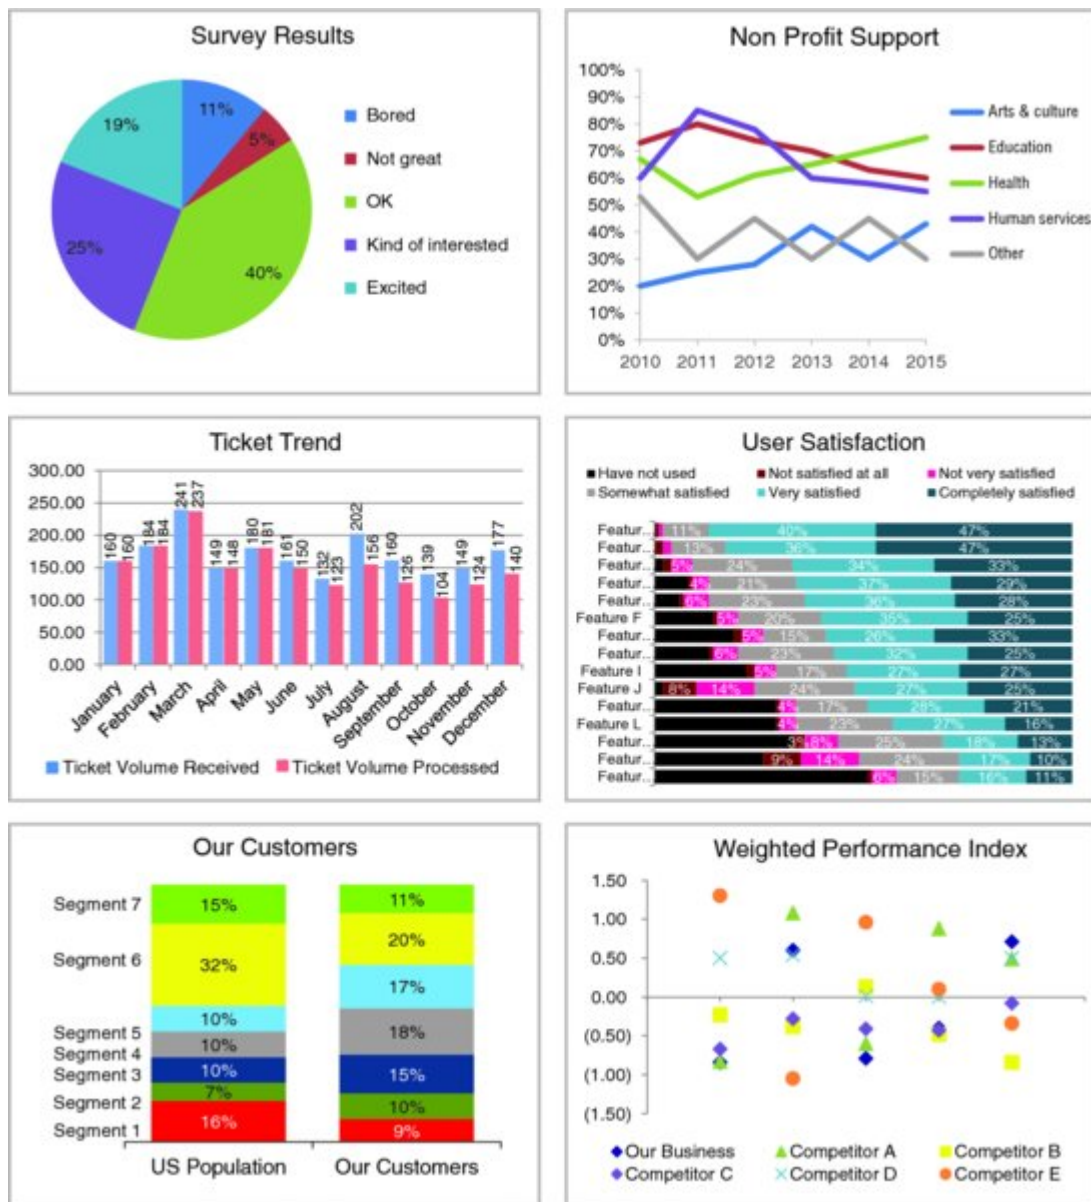 Survey Results
11%
5%
40%
25%
19%
Bored
Not great
OK
Kind of interested
Excited
Non Profit Support
100%
90%
80%
70%
60%
50%
40%
30%
20%
10%
0%
2010 2011 2012 2013 2014 2015
Arts & culture
Education
Health
Human services
Other
Ticket Trend
300.00
250.00
200.00
150.00
100.00
50.00
0.00
160 160 184 184 241 237 149 148 180 181 161 150 132 123 202 156 160 126 139 104 149 124 177 140
January February March April May June July August September October November December
Ticket Volume Received Ticket Volume Processed
User Satisfaction
Have not used Not satisfied at all Not very satisfied
Somewhat satisfied Very satisfied Completely satisfied
Featur.. 11% 40% 47%
Featur.. 13% 36% 47%
Featur.. 5% 24% 34% 33%
Featur.. 4% 21% 37% 29%
Featur.. 6% 23% 36% 28%
Feature F 5% 20% 35% 25%
Featur.. 5% 15% 26% 33%
Featur.. 6% 23% 32% 25%
Feature I 5% 17% 27% 27%
Feature J 8% 14% 24% 27% 25%
Featur.. 4% 17% 28% 21%
Feature L 4% 23% 27% 16%
Featur.. 3% 8% 25% 18% 13%
Featur.. 9% 14% 24% 17% 10%
Featur.. 6% 15% 16% 11%
Our Customers
Segment 7 15% 11%
Segment 6 32% 20%
Segment 5 10% 17%
Segment 4 10% 18%
Segment 3 10% 15%
Segment 2 7% 10%
Segment 1 16% 9%
US Population Our Customers
Weighted Performance Index
1.50
1.00
0.50
0.00
(0.50)
(1.00)
(1.50)
Our Business Competitor A Competitor B
Competitor C Competitor D Competitor E